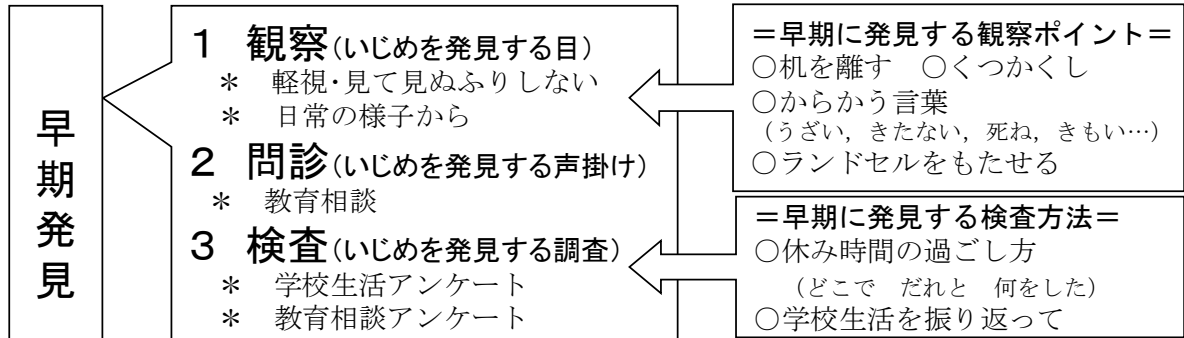 早期発見
１　観察(いじめを発見する目)
＊　軽視・見て見ぬふりしない
＊　日常の様子から
２　問診(いじめを発見する声掛け)
＊　教育相談
３　検査(いじめを発見する調査)
＊　学校生活アンケート
＊　教育相談アンケート
＝早期に発見する観察ポイント＝
○机を離す　○くつかくし
○からかう言葉
（うざい，きたない，死ね，きもい…）
○ランドセルをもたせる
＝早期に発見する検査方法＝
○休み時間の過ごし方
（どこで　だれと　何をした）
○学校生活を振り返って